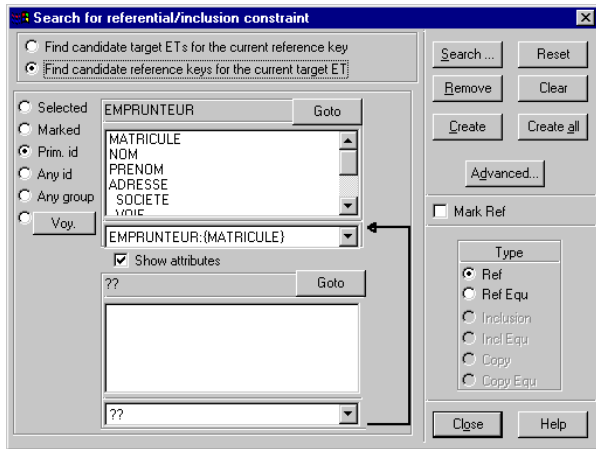 Search for referential/inclusion constraint
Find candidate target ETs for the current reference key
Find candidate reference keys for the current target ET
Search ...
Reset
Remove
Clear
Create
Create all
Advanced...
Selected
Marked
Prim. id
Any id
Any group
Voy.
EMPRUNTEUR
Goto
MATRICULE
NOM
PRENOM
ADRESSE
SOCIETE
VOIE
EMPRUNTEUR:{MATRICULE}
Show attributes
??
Goto
??
Mark Ref
Type
Ref
Ref Equ
Inclusion
Incl Equ
Copy
Copy Equ
Close
Help